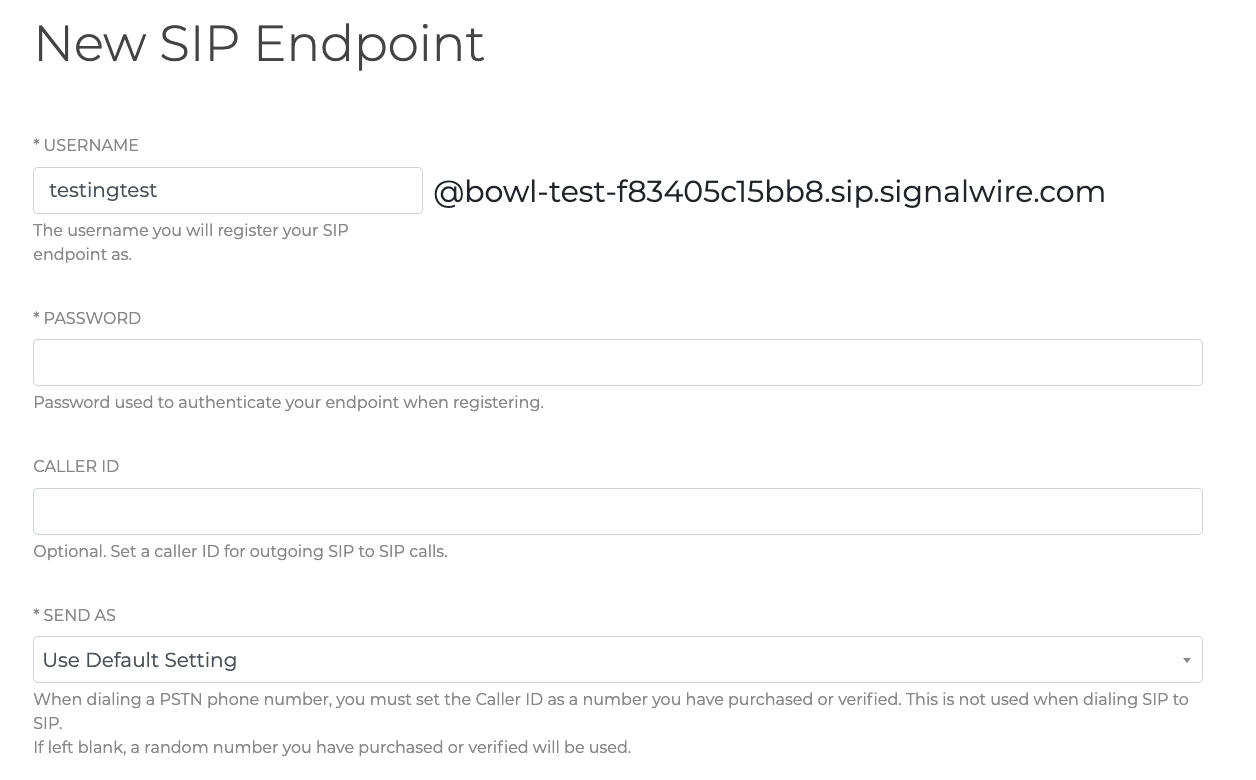 New SIP Endpoint
* USERNAME
testingtest @bowl-test-f83405c15bb8.sip.signalwire.com
The username you will register your SIP
endpoint as.
* PASSWORD
Password used to authenticate your endpoint when registering.
CALLER ID
Optional. Set a caller ID for outgoing SIP to SIP calls.
* SEND AS
Use Default Setting
When dialing a PSTN phone number, you must set the Caller ID as a number you have purchased or verified. This is not used when dialing SIP to
SIP.
If left blank, a random number you have purchased or verified will be used.